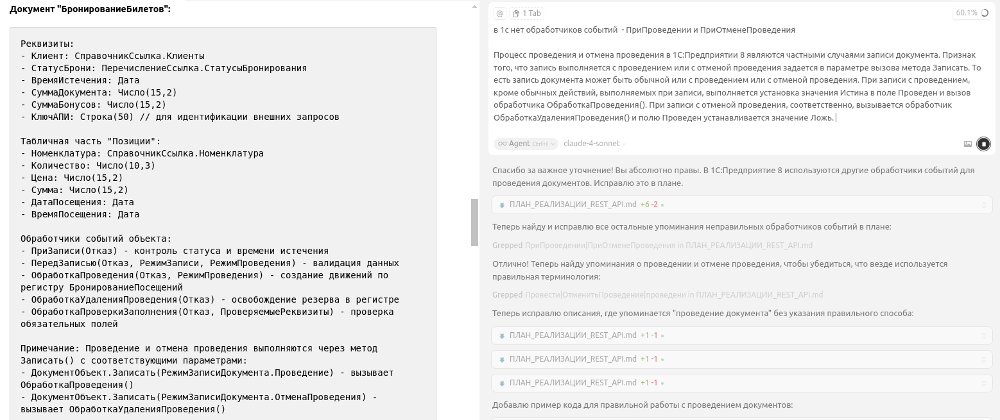 Документ "БронированиеБилетов":
Реквизиты:
- Клиент: СправочникСсылка.Клиенты
- СтатусБрони: ПеречислениеСсылка.СтатусыБронирования
- ВремяИстечения: Дата
- СуммаДокумента: Число(15,2)
- СуммаБонусов: Число(15,2)
- КлючАПИ: Строка(50) // для идентификации внешних запросов
Табличная часть "Позиции":
- Номенклатура: СправочникСсылка.Номенклатура
- Количество: Число(10,3)
- Цена: Число(15,2)
- Сумма: Число(15,2)
- ДатаПосещения: Дата
- ВремяПосещения: Дата
Обработчики событий объекта:
- ПриЗаписи(Отказ) - контроль статуса и времени истечения
- ПередЗаписью(Отказ, РежимЗаписи, РежимПроведения) - валидация данных
- ОбработкаПроведения(Отказ, РежимПроведения) - создание движений по
регистру БронированиеПосещений
- ОбработкаУдаленияПроведения(Отказ) - освобождение резерва в регистре
- ОбработкаПроверкиЗаполнения(Отказ, ПроверяемыеРеквизиты) - проверка
обязательных полей
Примечание: Проведение и отмена проведения выполняются через метод
Записать() с соответствующими параметрами:
- ДокументОбъект.Записать(РежимЗаписиДокумента.Проведение) - вызывает
ОбработкаПроведения()
- ДокументОбъект.Записать(РежимЗаписиДокумента.ОтменаПроведения) -
вызывает ОбработкаУдаленияПроведения()
@ 1 Tab 60.1%
в 1с нет обработчиков событий - ПриПроведении и ПриОтменеПроведения
Процесс проведения и отмена проведения в 1С:Предприятии 8 являются частными случаями записи документа. Признак
того, что запись выполняется с проведением или с отменой проведения задается в параметре вызова метода Записать. То
есть запись документа может быть обычной или с проведением или с отменой проведения. При записи с проведением,
кроме обычных действий, выполняемых при записи, выполняется установка значения Истина в поле Проведен и вызов
обработчика ОбработкаПроведения(). При записи с отменой проведения, соответственно, вызывается обработчик
ОбработкаУдаленияПроведения() и полю Проведен устанавливается значение Ложь.
Agent Ctrl+I claude-4-sonnet
Спасибо за важное уточнение! Вы абсолютно правы. В 1С:Предприятие 8 используются другие обработчики событий для
проведения документов. Исправлю это в плане.
ПЛАН_РЕАЛИЗАЦИИ_REST_API.md +6 -2
Теперь найду и исправлю все остальные упоминания неправильных обработчиков событий в плане:
Grepped ПриПроведении|ПриОтменеПроведения in ПЛАН_РЕАЛИЗАЦИИ_REST_API.md
Отлично! Теперь найду упоминания о проведении и отмене проведения, чтобы убедиться, что везде используется
правильная терминология:
Grepped Провести|ОтменитьПроведение|проведени in ПЛАН_РЕАЛИЗАЦИИ_REST_API.md
Теперь исправлю описания, где упоминается "проведение документа" без указания правильного способа:
ПЛАН_РЕАЛИЗАЦИИ_REST_API.md +1 -1
ПЛАН_РЕАЛИЗАЦИИ_REST_API.md +1 -1
ПЛАН_РЕАЛИЗАЦИИ_REST_API.md +1 -1
Добавлю пример кода для правильной работы с проведением документов: